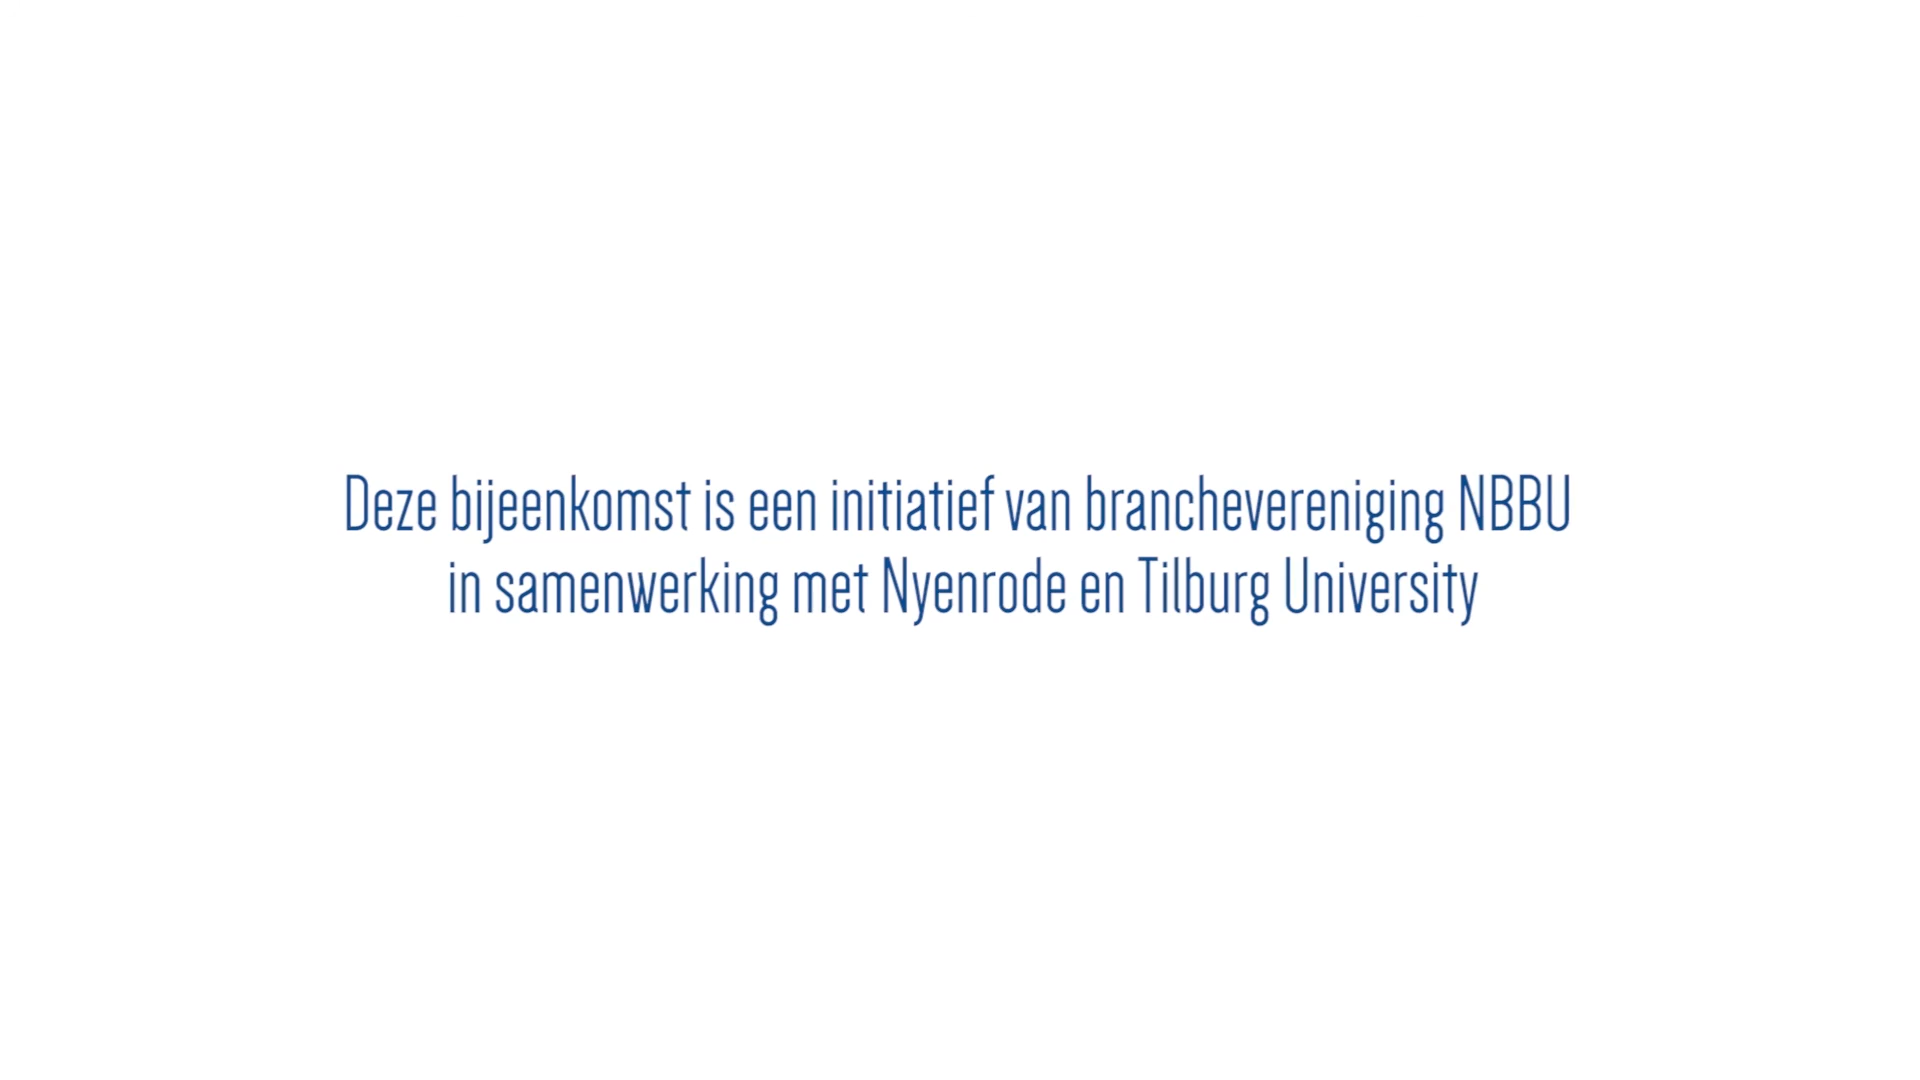 Deze bijeenkomst is een initiatief van branchevereniging NBBU
in samenwerking met Nyenrode en Tilburg University